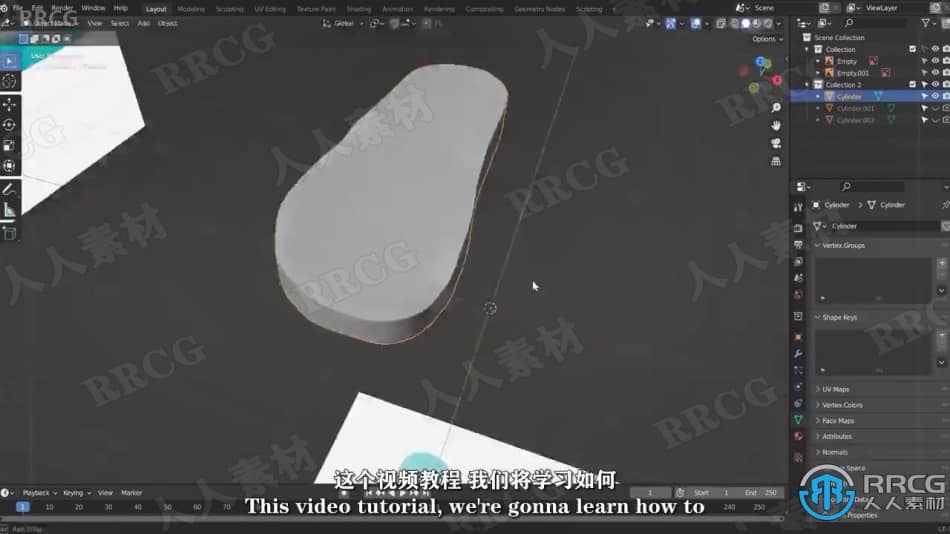 File Edit Render Window Help Layout Modeling Sculpting UV Editing Texture Paint Shading Animation Rendering Compositing Geometry Nodes Scripting + Scene ViewLayer
View Select Add Object Global
Options
Scene Collection
Collection
Empty
Empty.001
Collection 2
Cylinder
Cylinder.001
Cylinder.003
Cylinder > Cylinder
Cylinder
Vertex Groups
Shape Keys
UV Maps
Vertex Colors
Face Maps
Attributes
Normals
Space
这个视频教程 我们将学习如何
This video tutorial, we're gonna learn how to
Playback Keying View Marker 1 Start 1 End 250
1 10 20 30 40 50 240 250
RRCG
人人素材